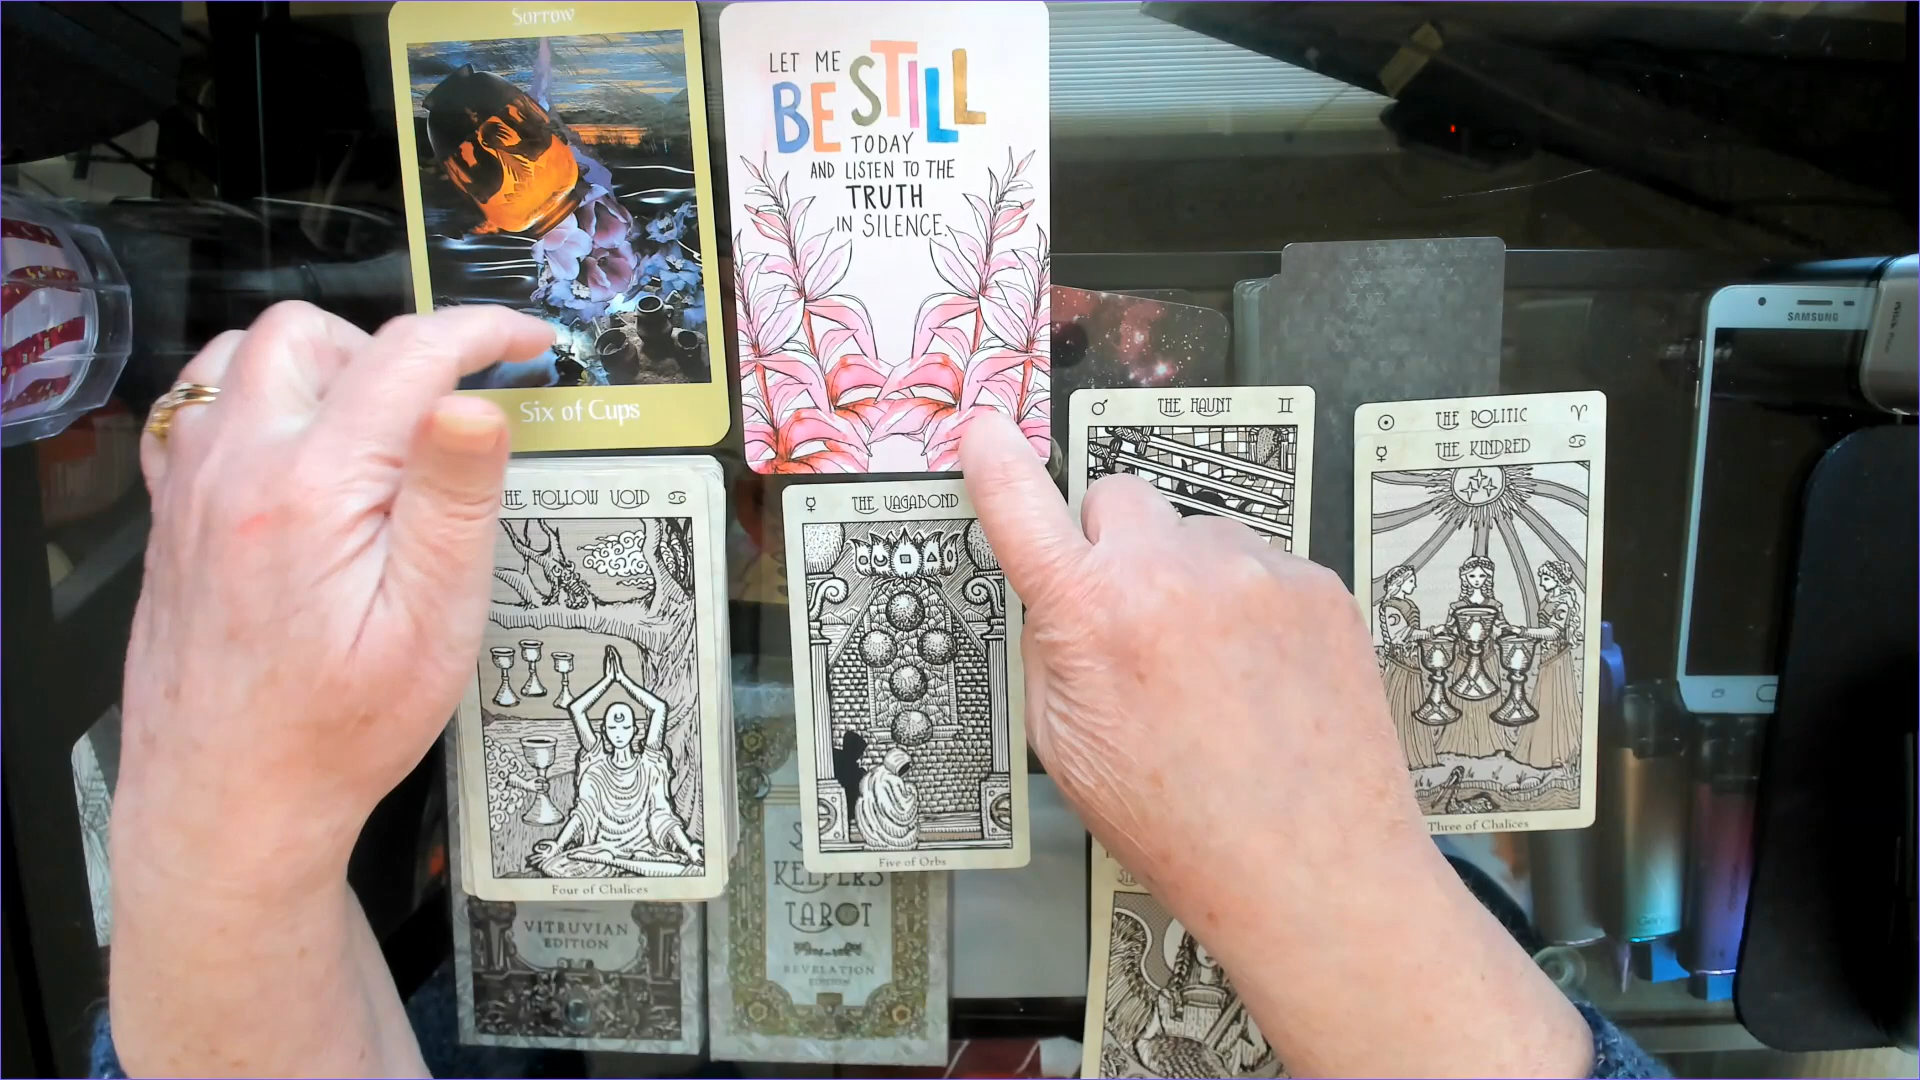 Sorrow
Six of Cups
LET ME
BE STILL
TODAY
AND LISTEN TO THE
TRUTH
IN SILENCE.
THE HAUNT
THE POLITIC
THE KINDRED
SAMSUNG
HE HOLLOW VOID
THE VAGABOND
Three of Chalices
Five of Orbs
Four of Chalices
VITRUVIAN
EDITION
KEEPERS
TAROT
REVELATION
EDITION